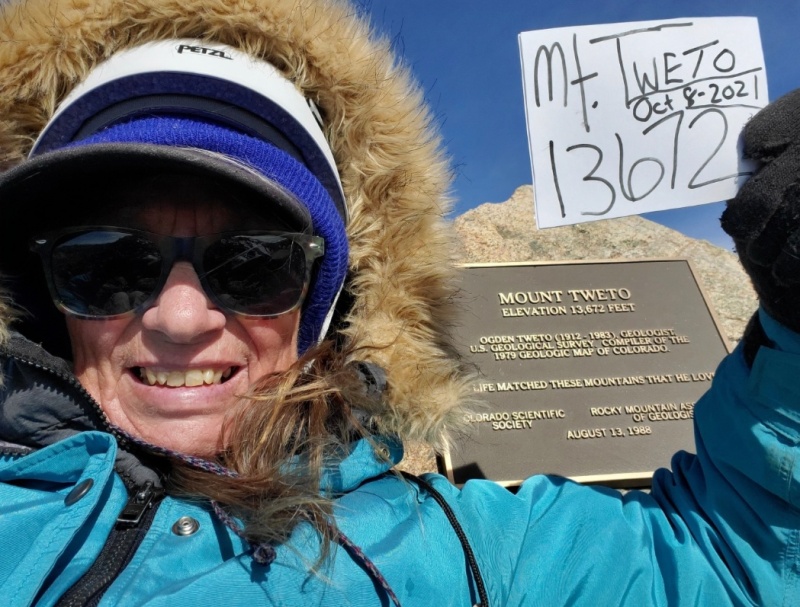 PETZL
Mt. TWETO
Oct 8-2021
13672
MOUNT TWETO
ELEVATION 13,672 FEET
OGDEN TWETO (1912-1983), GEOLOGIST,
U.S. GEOLOGICAL SURVEY COMPILER OF THE
1979 GEOLOGIC MAP OF COLORADO.
LIFE MATCHED THESE MOUNTAINS THAT HE
SCIENTIFIC
SOCIETY
ROCKY MOUNTAIN
OF
AUGUST 13, 1988